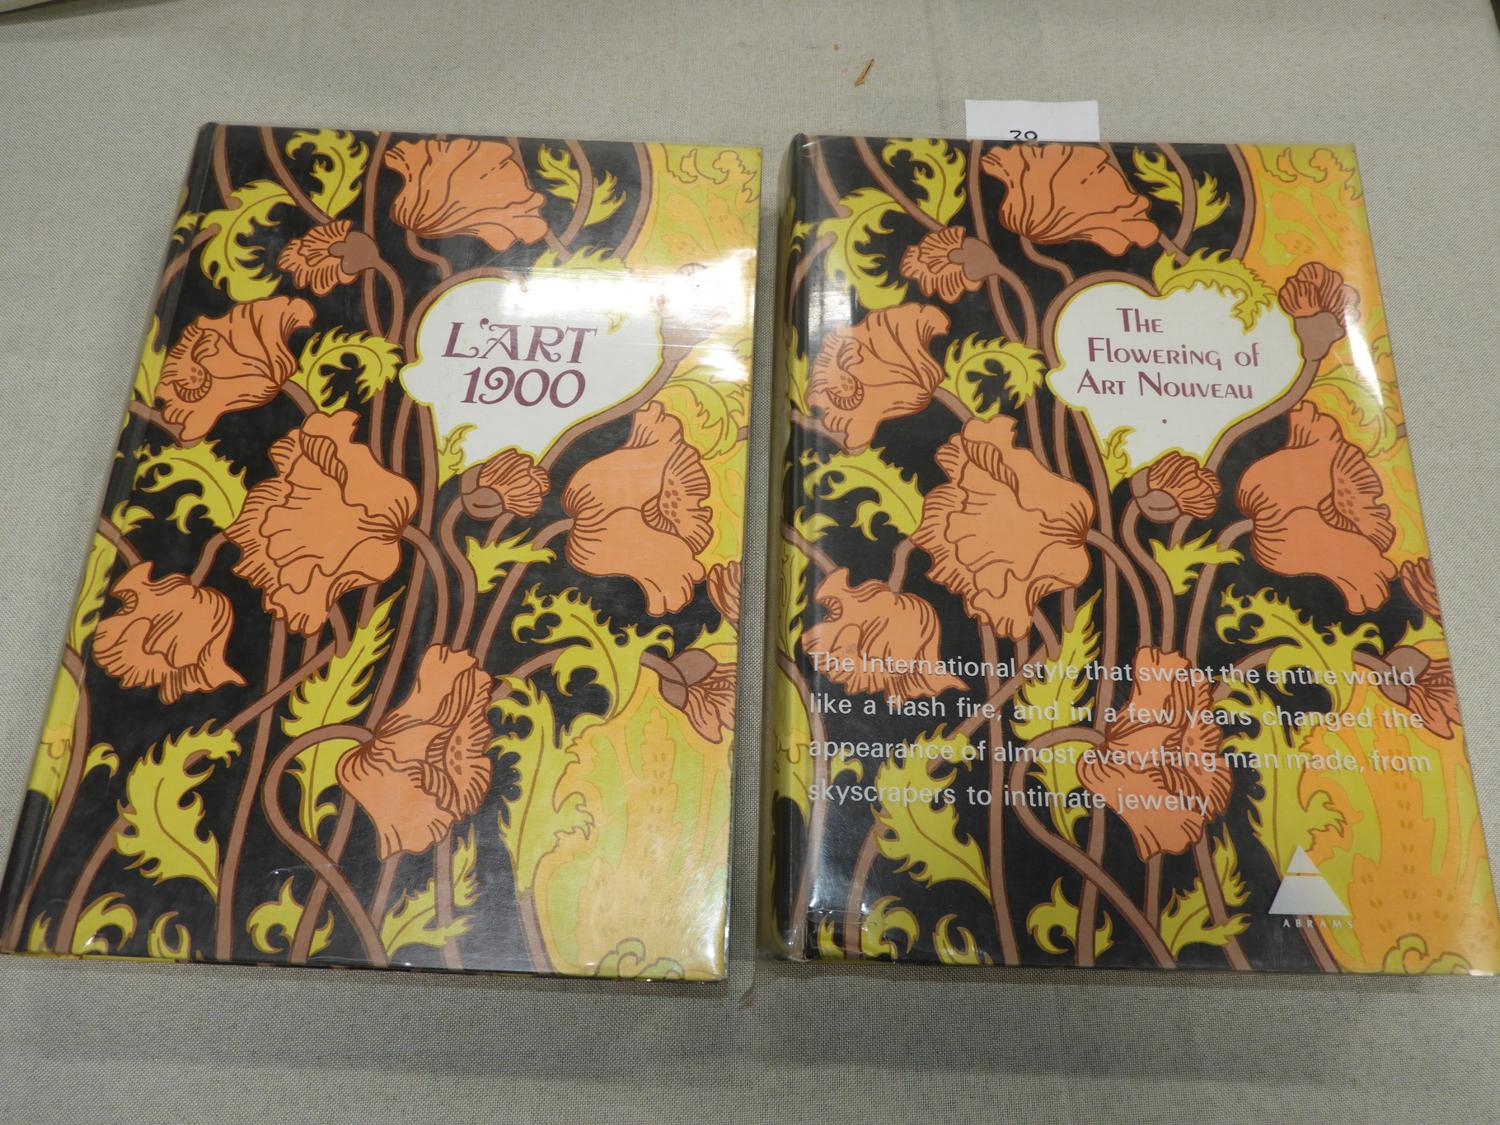 L'ART
1900
39
The
Flowering of
Art Nouveau
The International style that swept the entire world
like a flash fire, and in a few years changed the
appearance of almost everything man made, from
skyscrapers to intimate jewelry
ABRAMS